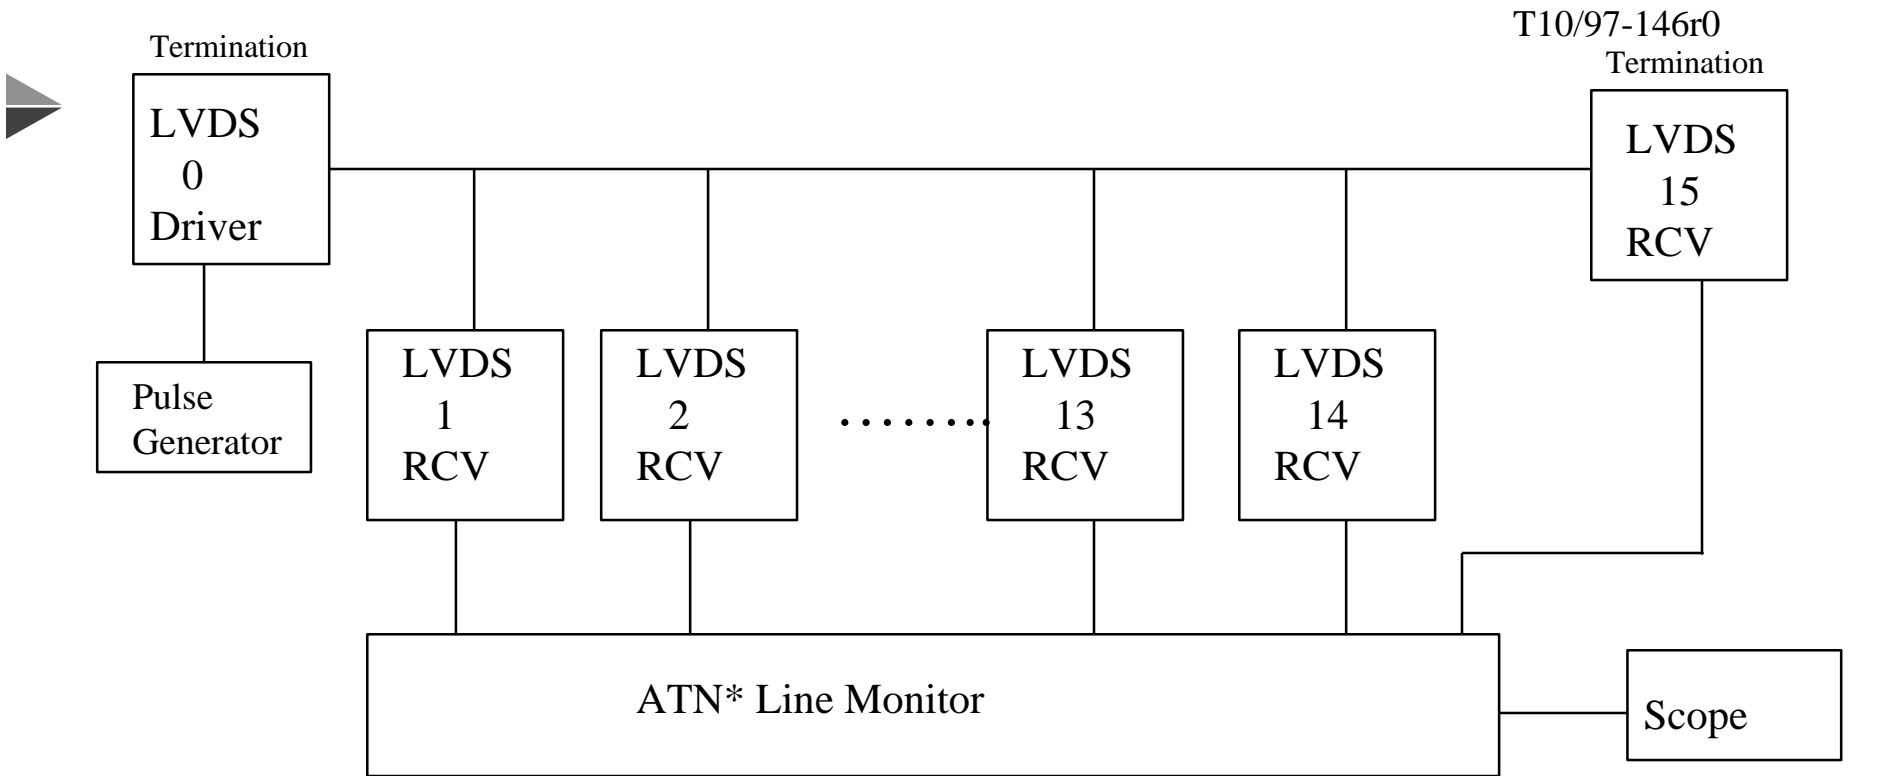 T10/97-146r0
Termination
Termination
LVDS
0
Driver
LVDS
15
RCV
Pulse
Generator
LVDS
1
RCV
LVDS
2
RCV
........
LVDS
13
RCV
LVDS
14
RCV
ATN* Line Monitor
Scope